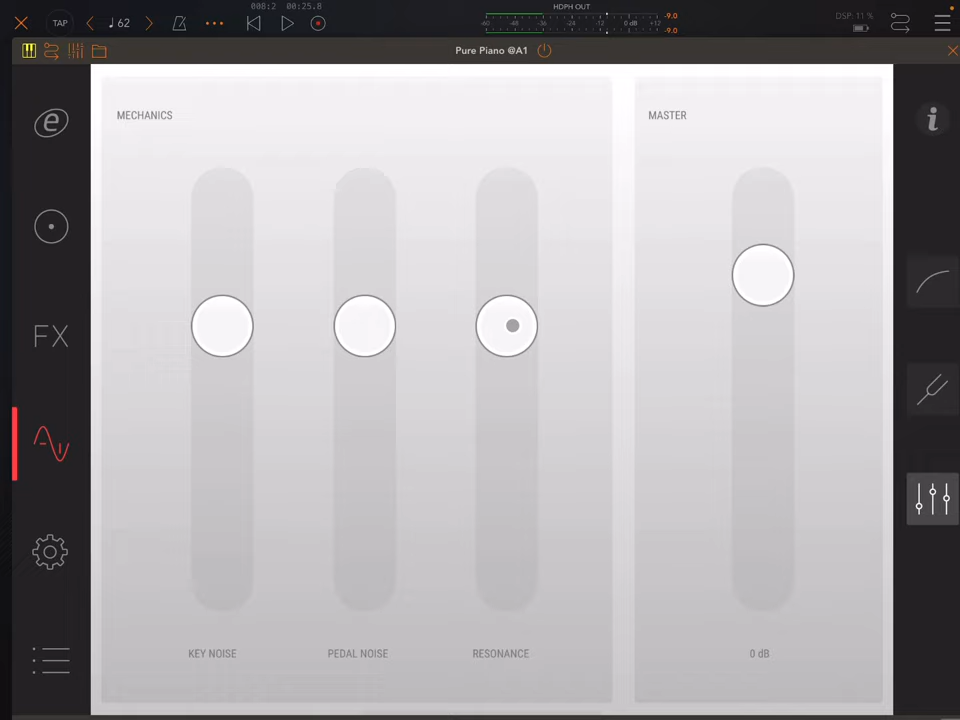 TAP
♩ 62
008:2 00:25.8
HDPH OUT
-60 -48 -36 -24 -12 -6 0 dB +12
-9.0
-9.0
DSP: 11 %
Pure Piano @A1
e
FX
i
MECHANICS
MASTER
KEY NOISE
PEDAL NOISE
RESONANCE
0 dB